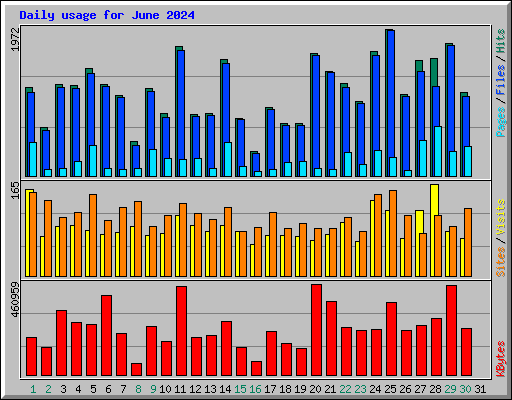 Daily usage for June 2024
1972
Pages / Files / Hits
165
Sites / Visits
460959
KBytes
1 2 3 4 5 6 7 8 9 10 11 12 13 14 15 16 17 18 19 20 21 22 23 24 25 26 27 28 29 30 31